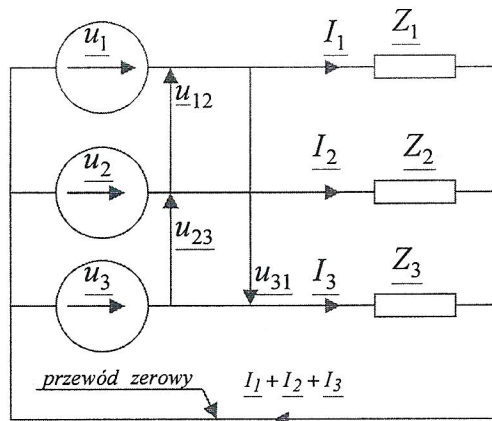 u1 I1 Z1
u12
u2 I2 Z2
u23
u3 u31 I3 Z3
przewód zerowy I1 + I2 + I3